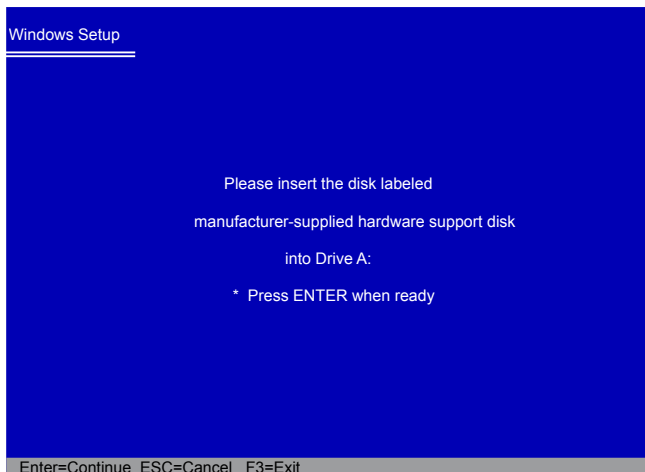 Windows Setup
Please insert the disk labeled
manufacturer-supplied hardware support disk
into Drive A:
* Press ENTER when ready
Enter=Continue ESC=Cancel F3=Exit